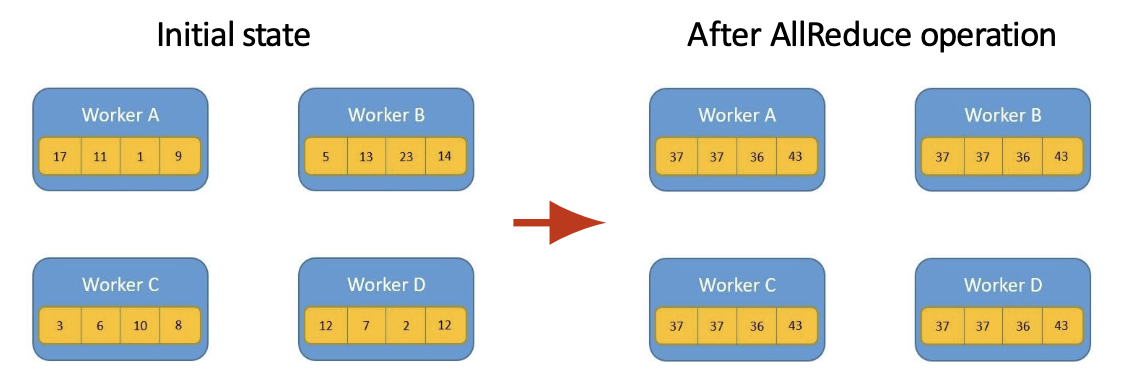 Initial state
After AllReduce operation
Worker A
17 11 1 9
Worker B
5 13 23 14
Worker A
37 37 36 43
Worker B
37 37 36 43
Worker C
3 6 10 8
Worker D
12 7 2 12
Worker C
37 37 36 43
Worker D
37 37 36 43